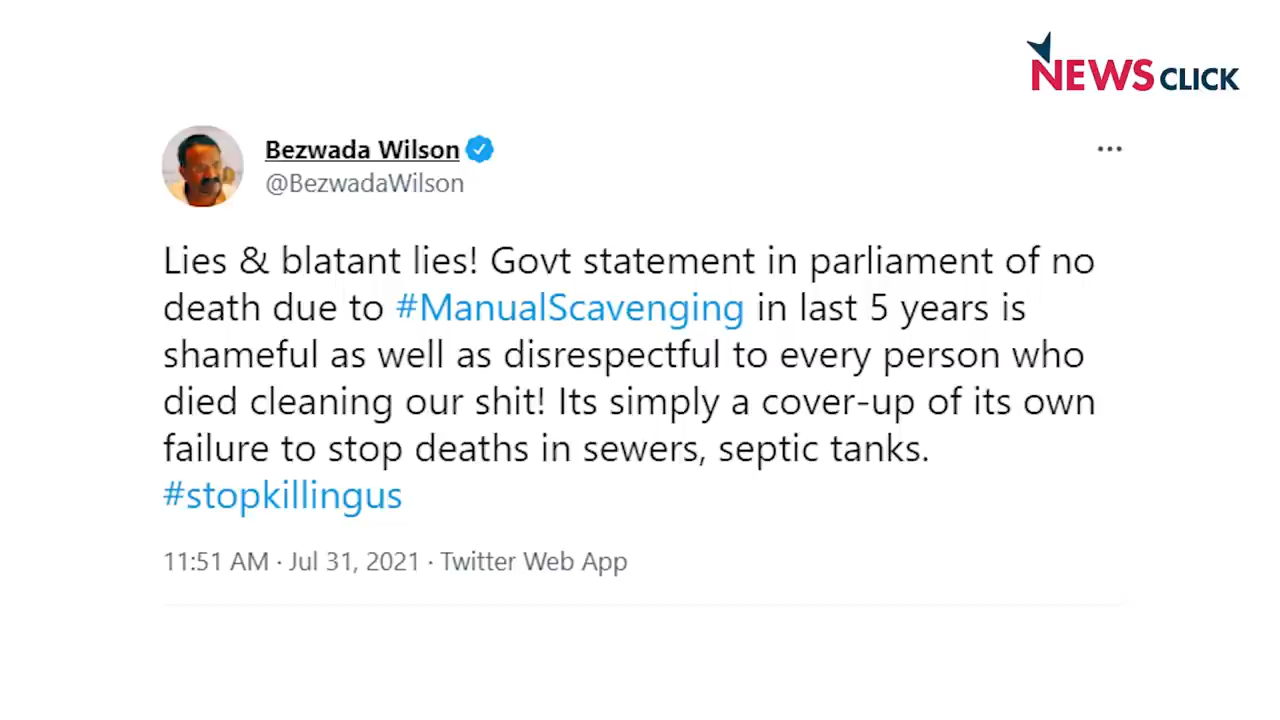 NEWS CLICK
Bezwada Wilson
@BezwadaWilson
Lies & blatant lies! Govt statement in parliament of no
death due to #ManualScavenging in last 5 years is
shameful as well as disrespectful to every person who
died cleaning our shit! Its simply a cover-up of its own
failure to stop deaths in sewers, septic tanks.
#stopkillingus
11:51 AM · Jul 31, 2021 · Twitter Web App